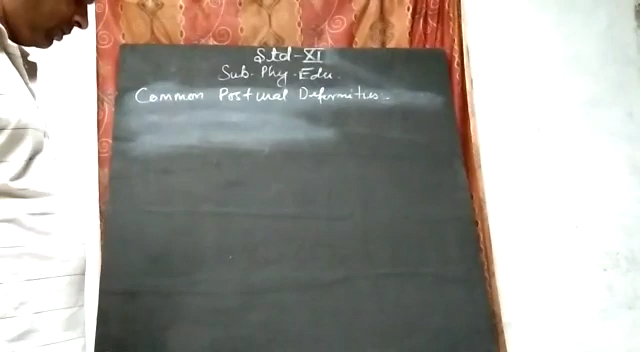 Std-XI
Sub. Phy. Edu.
Common Postural Deformities.